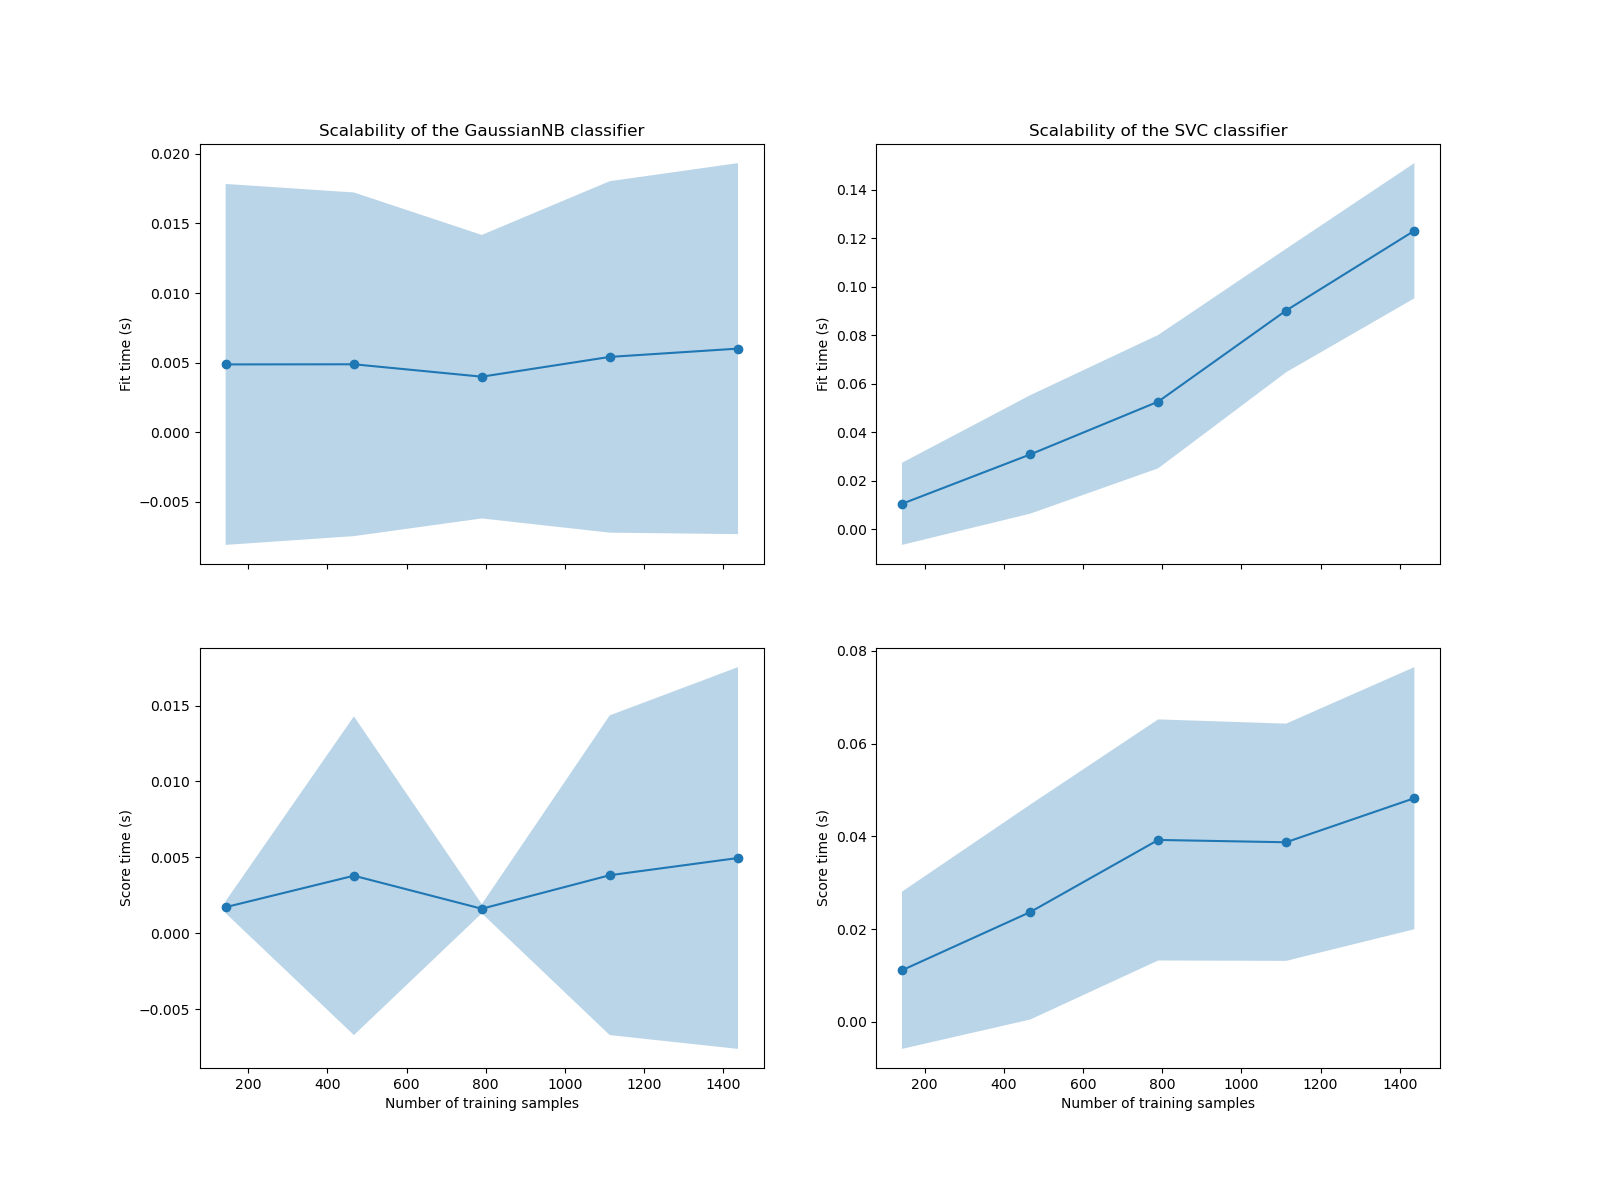 Scalability of the GaussianNB classifier
0.020
0.015
0.010
0.005
0.000
−0.005
Fit time (s)
Scalability of the SVC classifier
0.14
0.12
0.10
0.08
0.06
0.04
0.02
0.00
Fit time (s)
0.015
0.010
0.005
0.000
−0.005
Score time (s)
200 400 600 800 1000 1200 1400
Number of training samples
0.08
0.06
0.04
0.02
0.00
Score time (s)
200 400 600 800 1000 1200 1400
Number of training samples